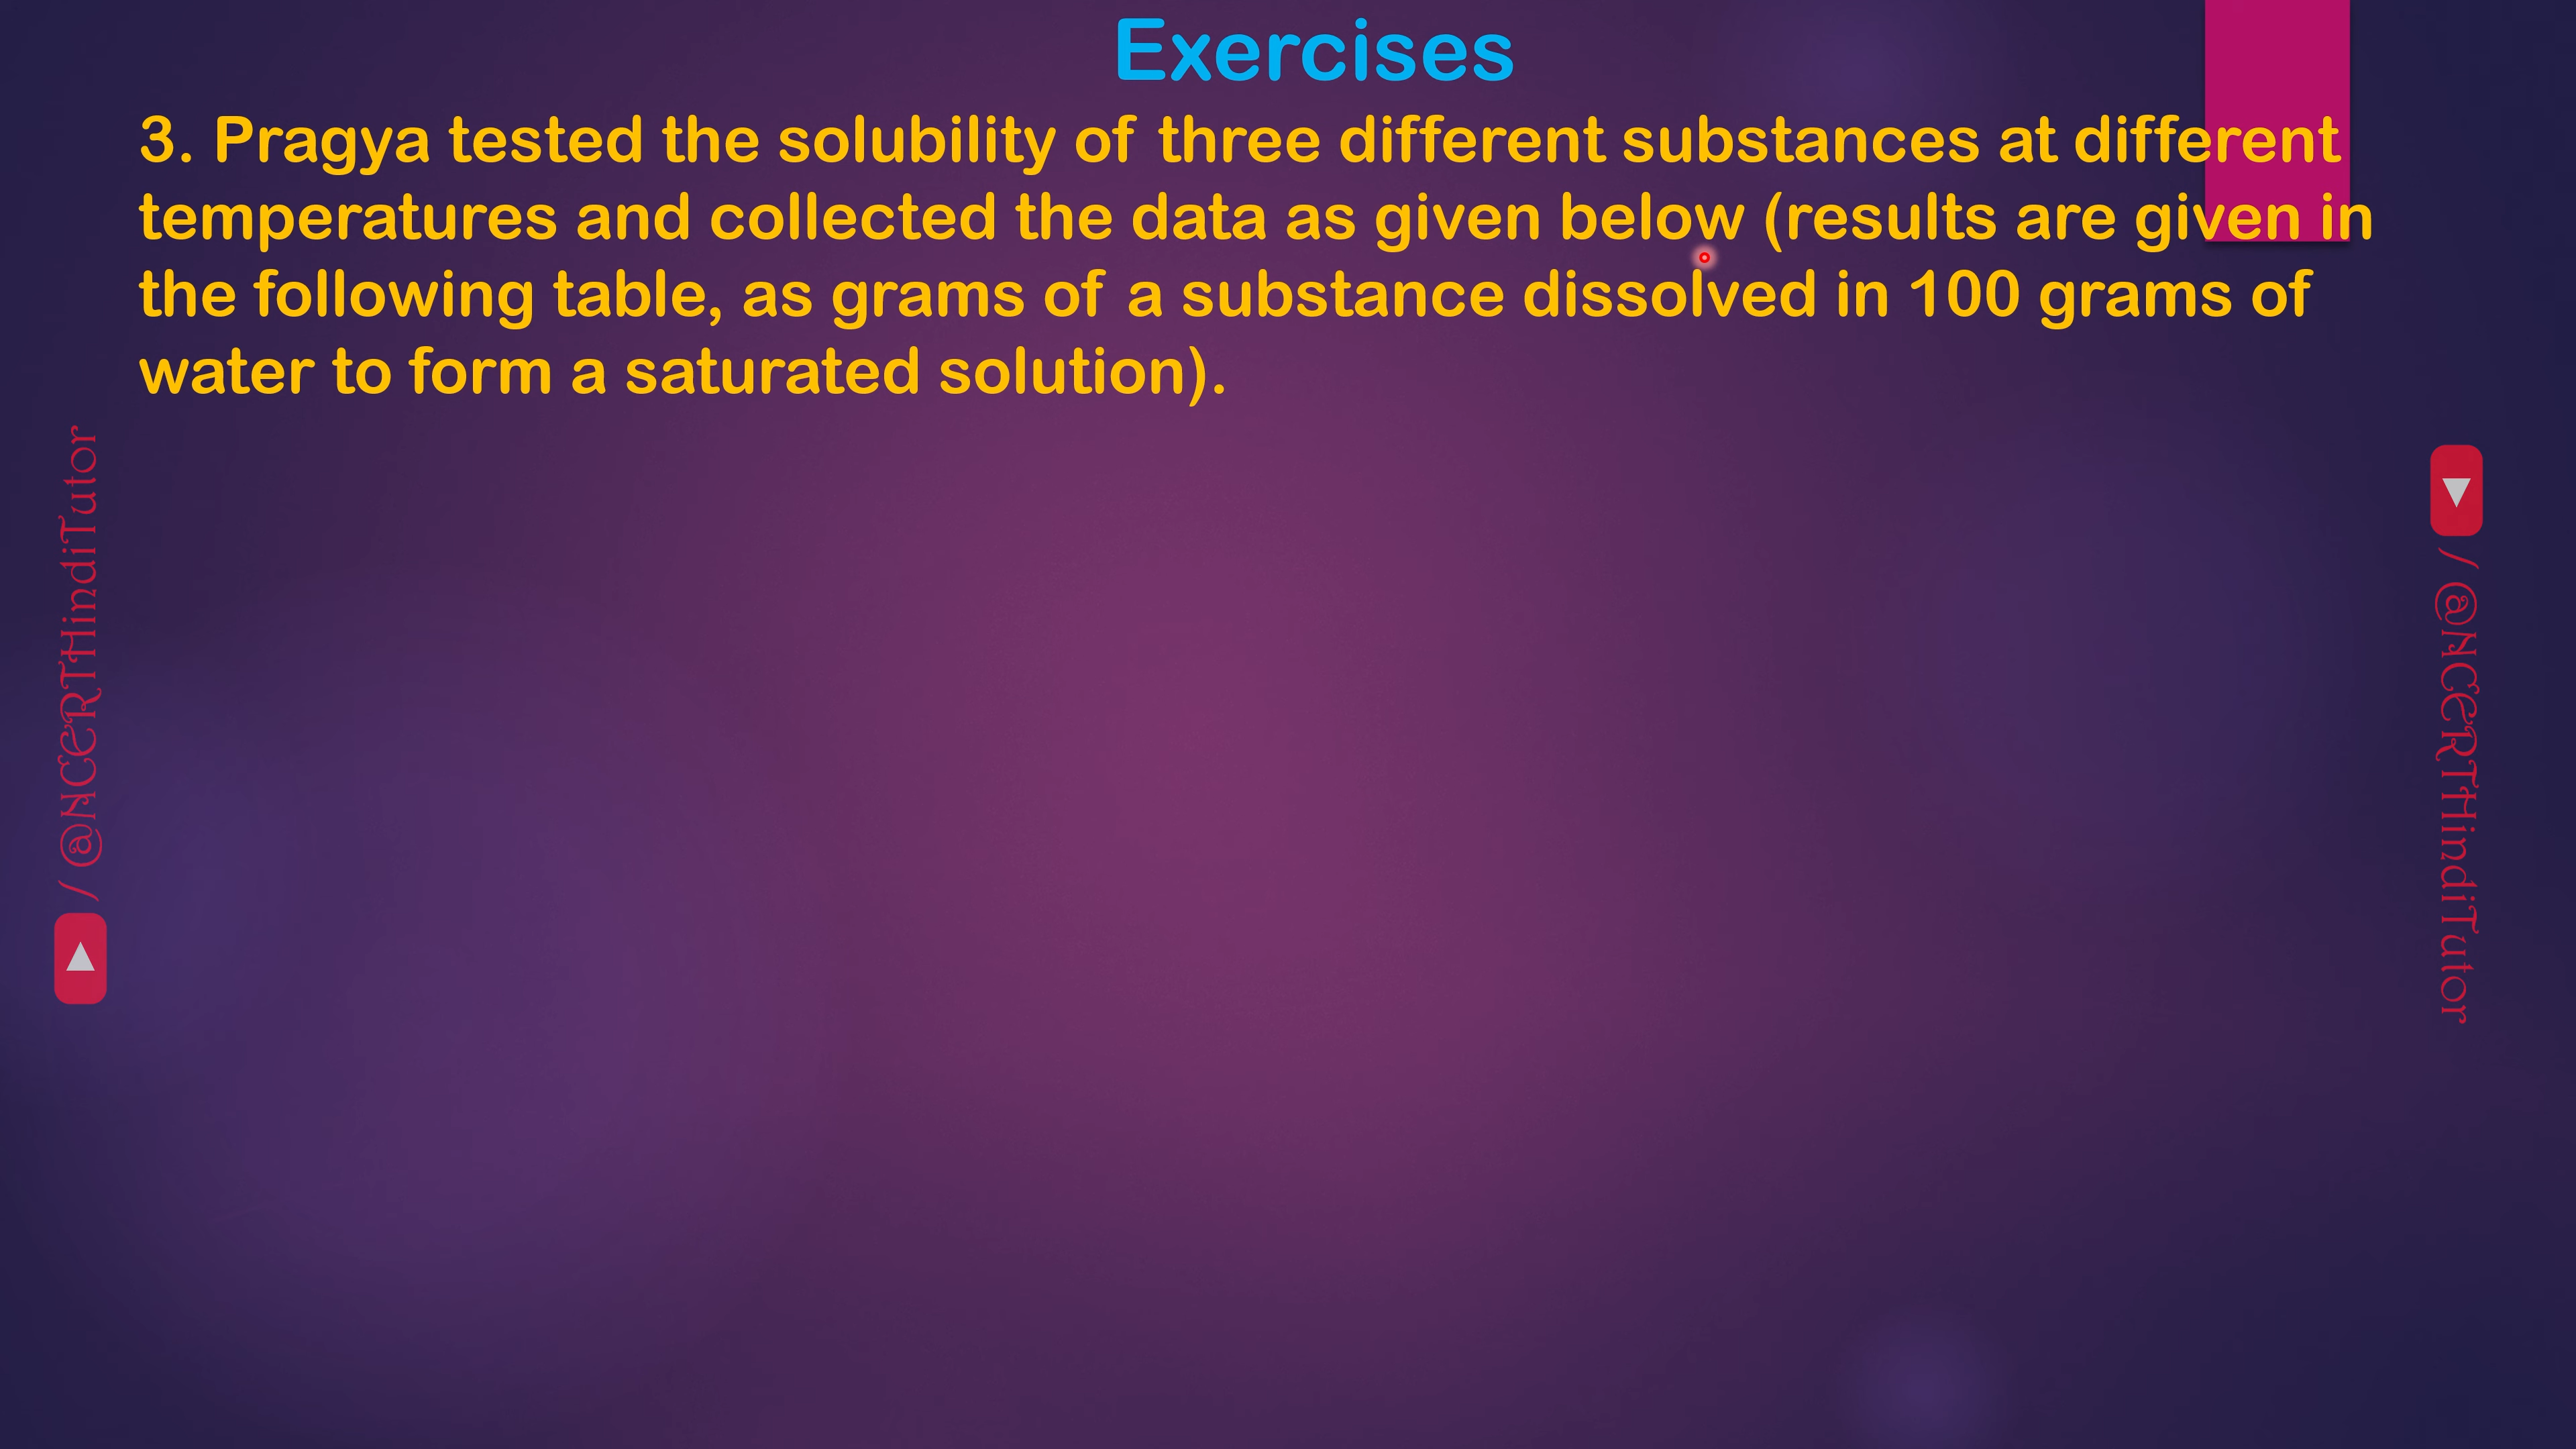 Exercises
3. Pragya tested the solubility of three different substances at different
temperatures and collected the data as given below (results are given in
the following table, as grams of a substance dissolved in 100 grams of
water to form a saturated solution).
/ @NCERTHindiTutor
/ @NCERTHindiTutor